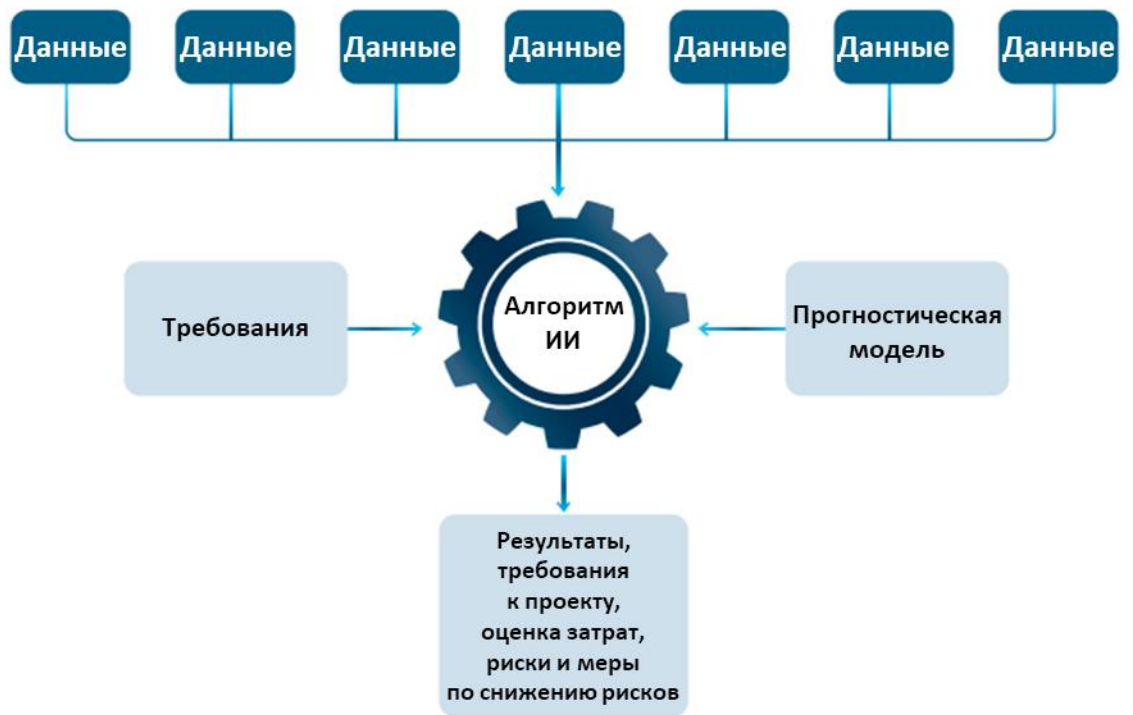 Данные Данные Данные Данные Данные Данные Данные
Требования
Алгоритм
ИИ
Прогностическая
модель
Результаты,
требования
к проекту,
оценка затрат,
риски и меры
по снижению рисков